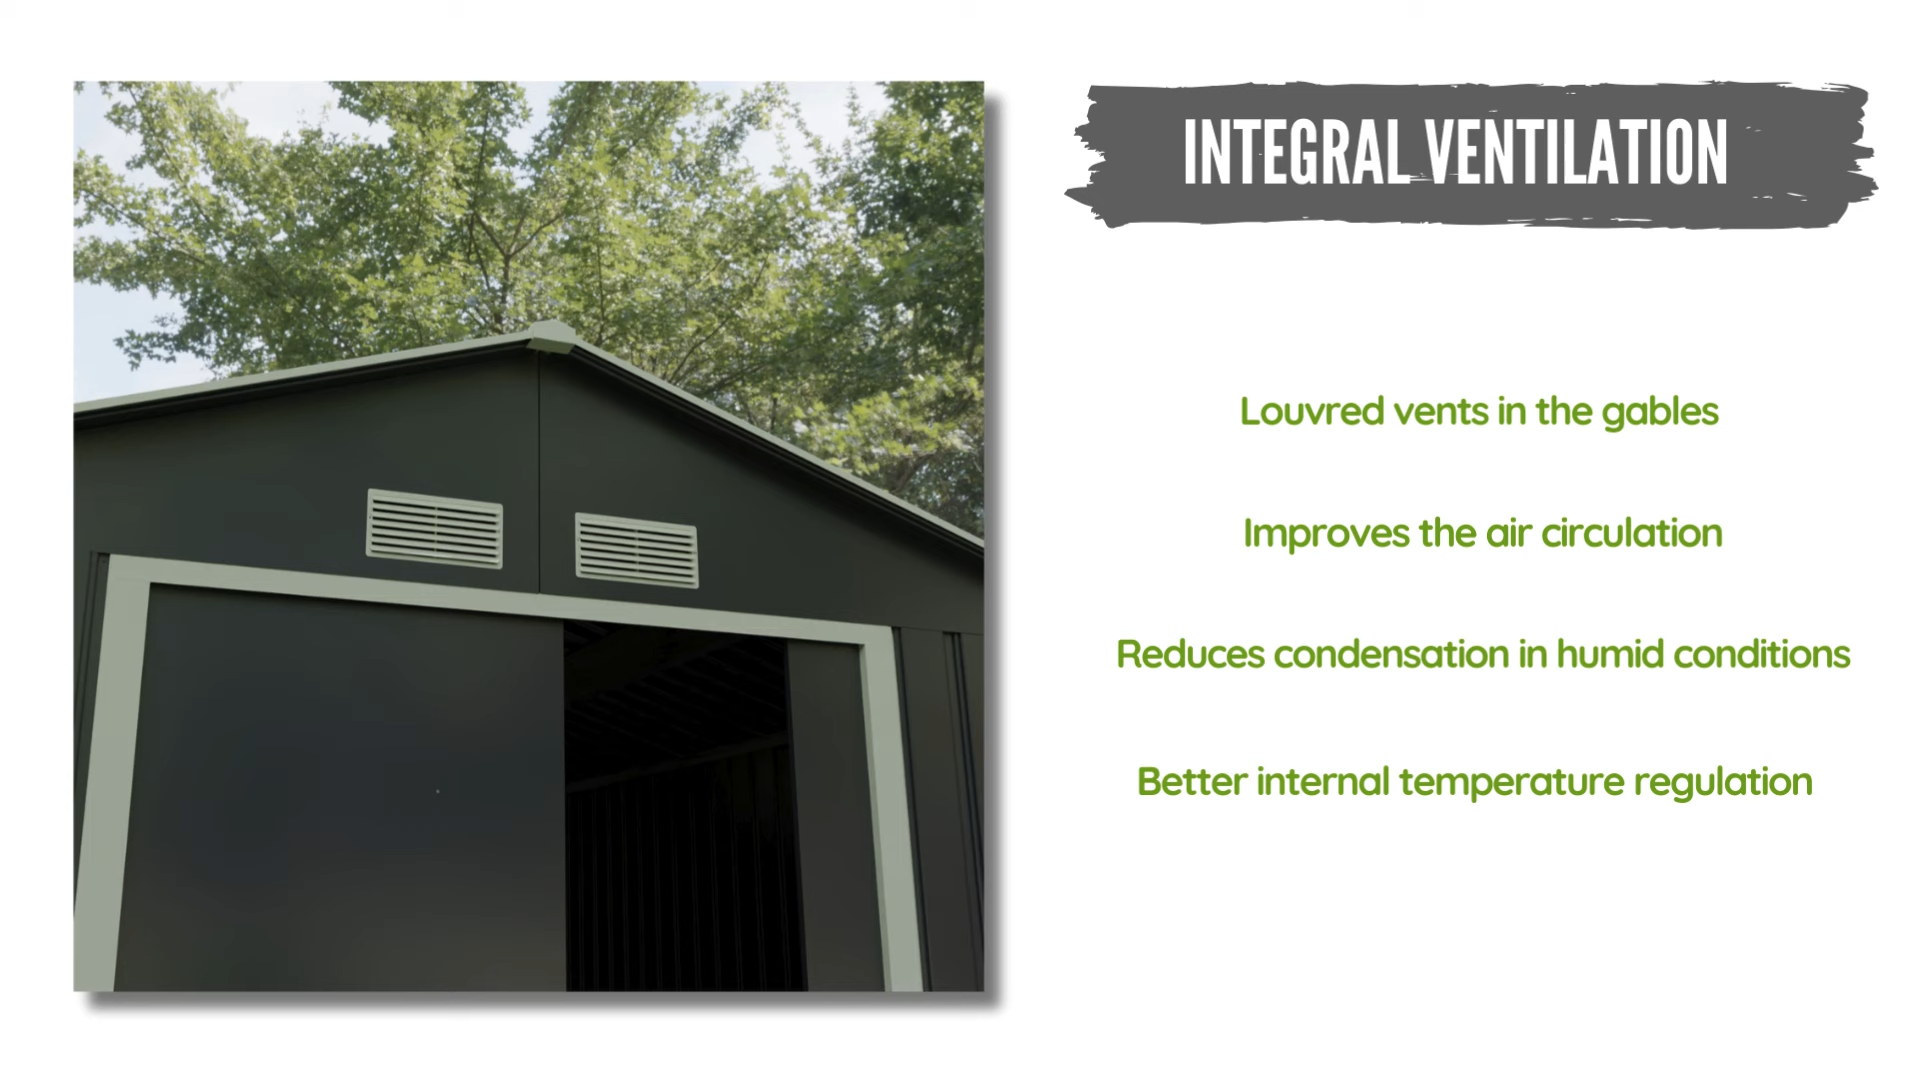 INTEGRAL VENTILATION
Louvred vents in the gables
Improves the air circulation
Reduces condensation in humid conditions
Better internal temperature regulation